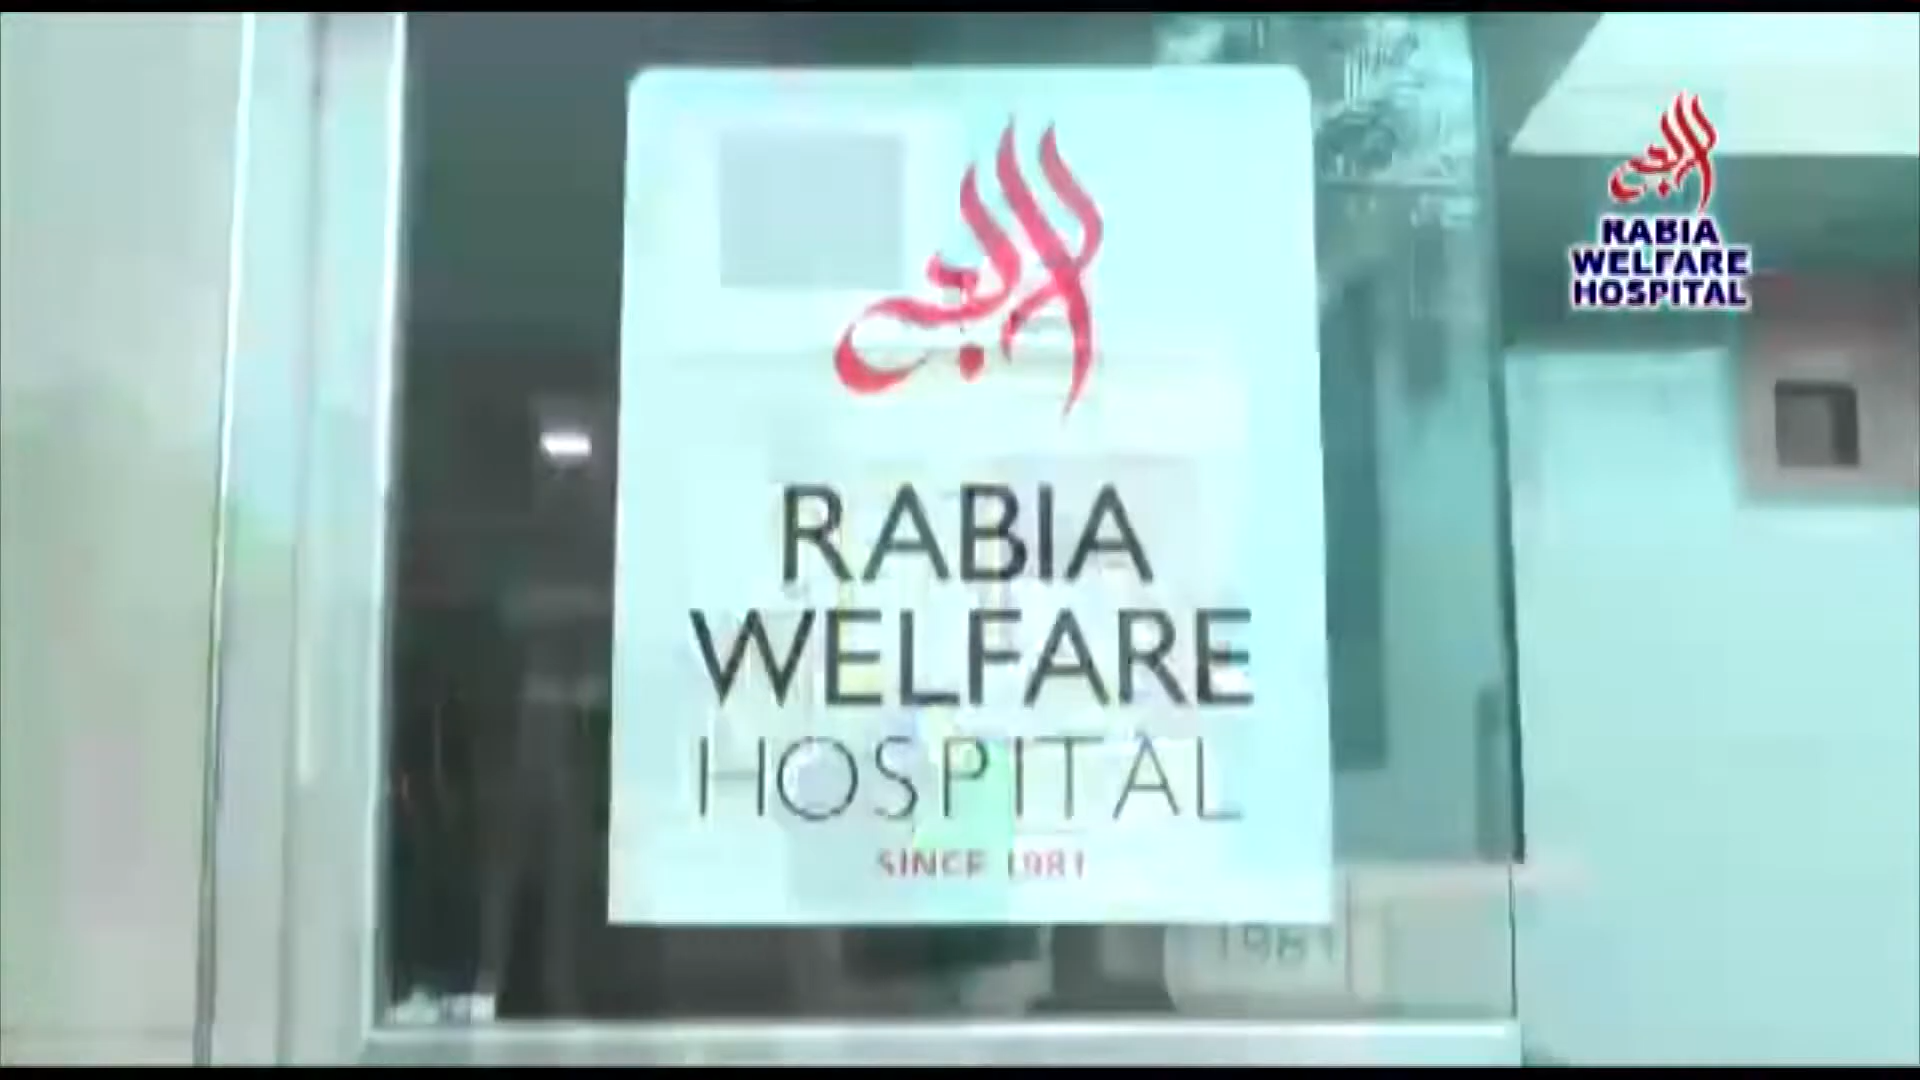 RABIA
WELFARE
HOSPITAL
SINCE 1981
1981
RABIA
WELFARE
HOSPITAL